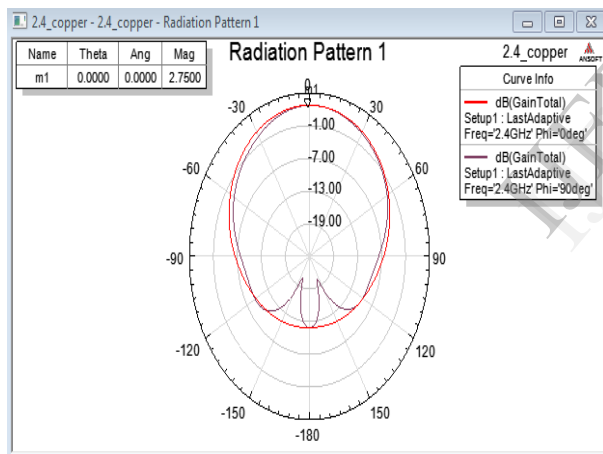 2.4_copper - 2.4_copper - Radiation Pattern 1
Name Theta Ang Mag
m1 0.0000 0.0000 2.7500
Radiation Pattern 1
2.4_copper
ANSOFT
Curve Info
dB(GainTotal)
Setup1 : LastAdaptive
Freq='2.4GHz' Phi='0deg'
dB(GainTotal)
Setup1 : LastAdaptive
Freq='2.4GHz' Phi='90deg'
0
-30
30
-1.00
-60
60
-7.00
-13.00
-19.00
-90
90
-120
120
-150
150
-180